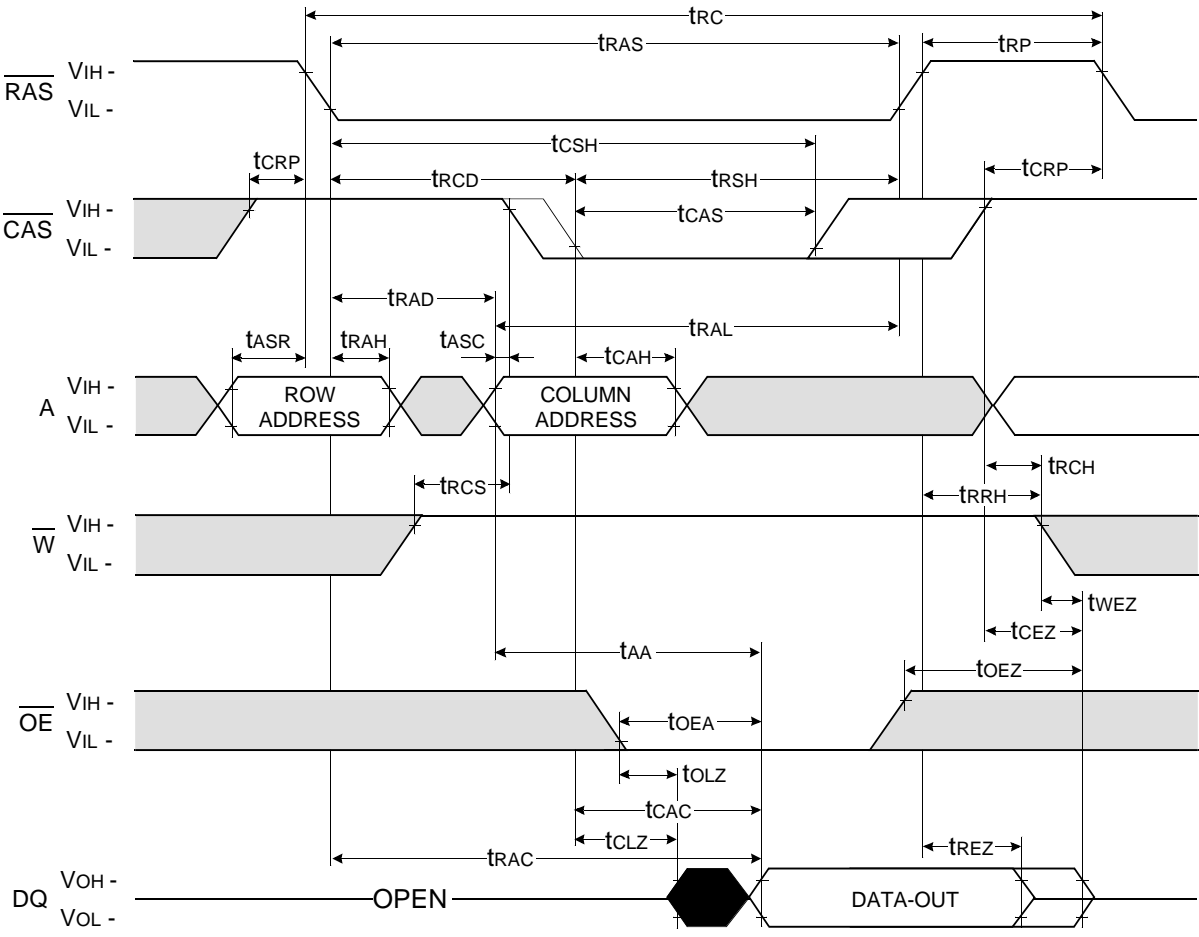 tRC
tRAS
tRP
RAS
VIH -
VIL -
tCSH
tCRP
tRCD
tRSH
tCRP
CAS
VIH -
VIL -
tCAS
tRAD
tRAL
tASR
tRAH
tASC
tCAH
A
VIH -
VIL -
ROW
ADDRESS
COLUMN
ADDRESS
tRCH
tRCS
tRRH
W
VIH -
VIL -
tWEZ
tCEZ
tAA
tOEZ
OE
VIH -
VIL -
tOEA
tOLZ
tCAC
tCLZ
tREZ
tRAC
DQ
VOH -
VOL -
OPEN
DATA-OUT